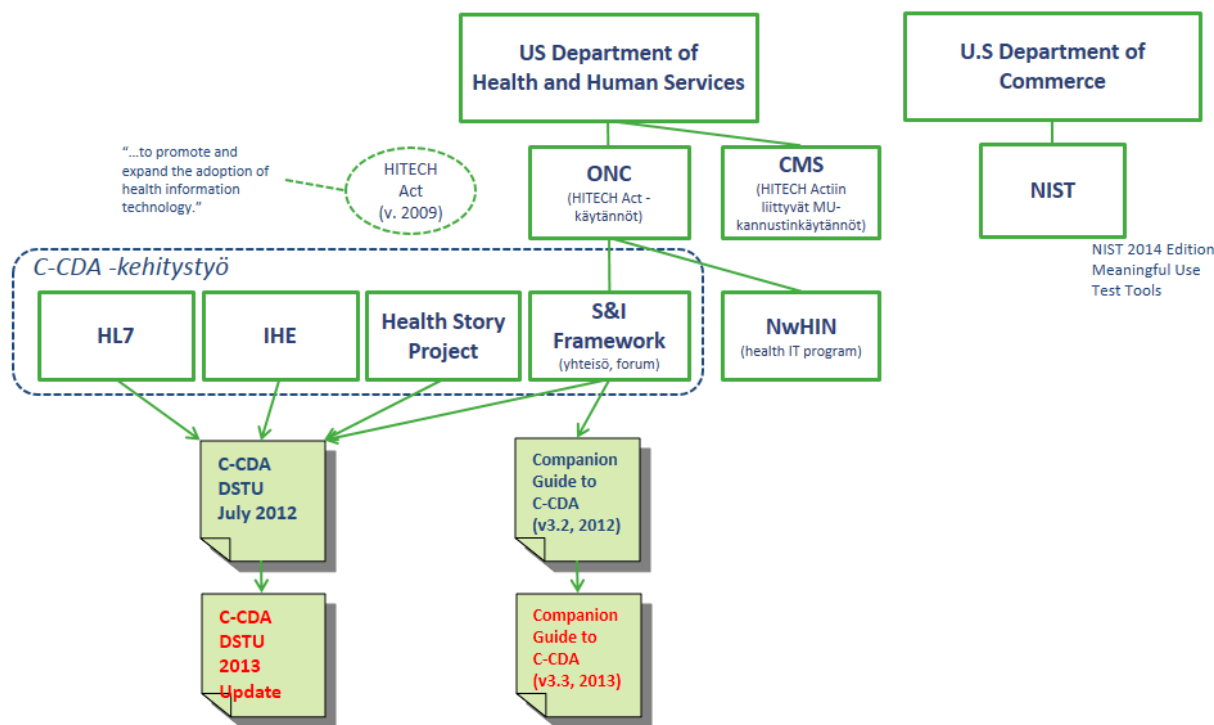 US Department of
Health and Human Services
U.S Department of
Commerce
"…to promote and
expand the adoption of
health information
technology."
HITECH
Act
(v. 2009)
ONC
(HITECH Act -
käytännöt)
CMS
(HITECH Actiin
liittyvät MU-
kannustinkäytännöt)
NIST
NIST 2014 Edition
Meaningful Use
Test Tools
C-CDA -kehitystyö
HL7
IHE
Health Story
Project
S&I
Framework
(yhteisö, forum)
NwHIN
(health IT program)
C-CDA
DSTU
July 2012
Companion
Guide to
C-CDA
(v3.2, 2012)
C-CDA
DSTU
2013
Update
Companion
Guide to
C-CDA
(v3.3, 2013)